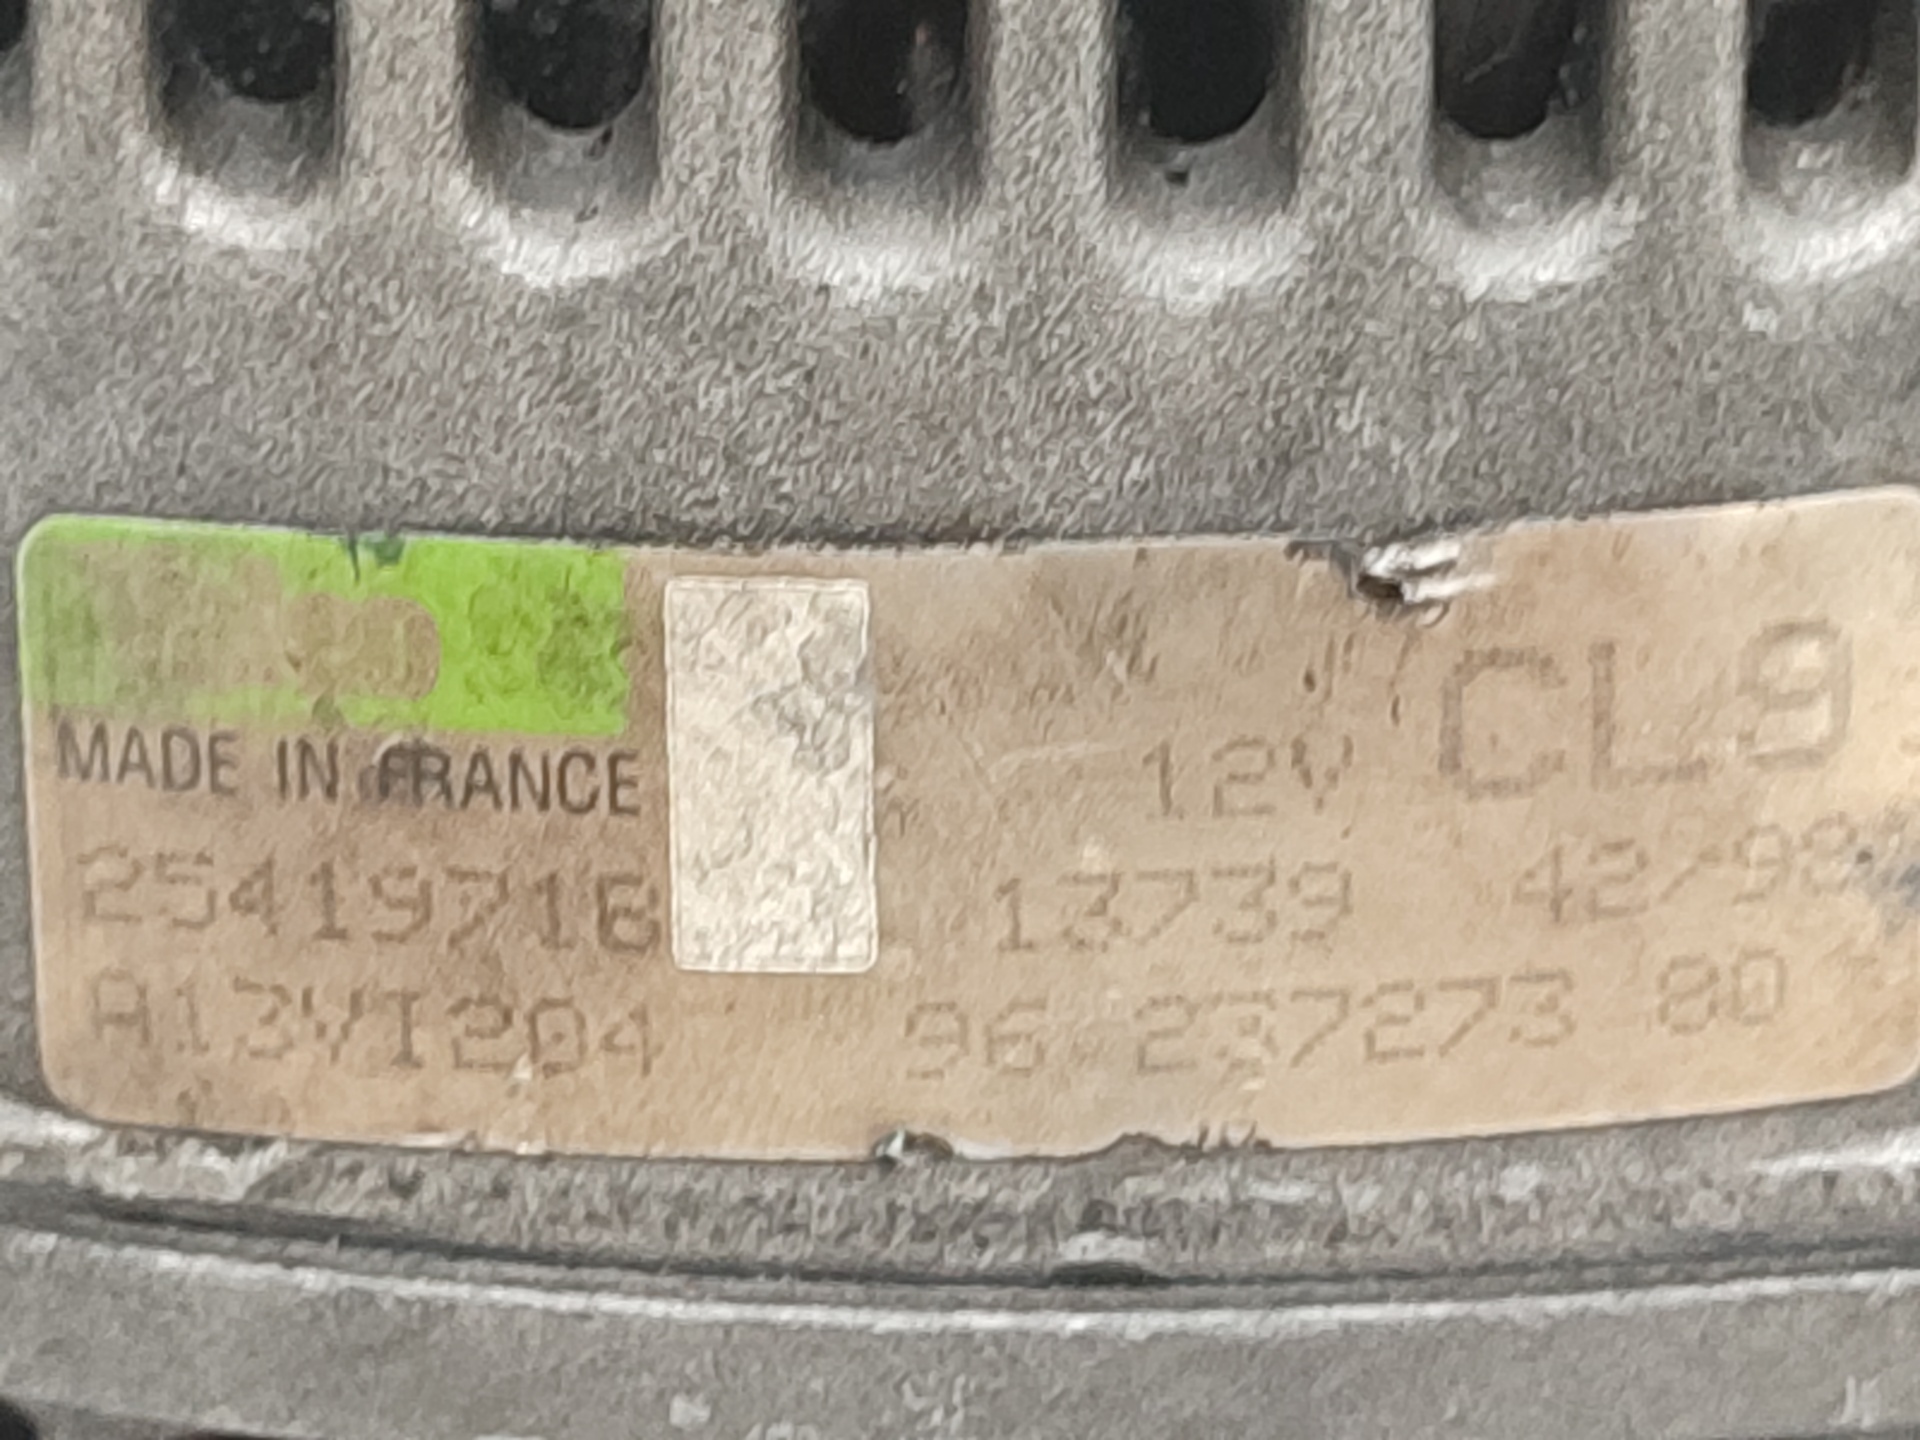 12V CL9
MADE IN FRANCE
2541971B 13739 42/98
A13VI204 96 237273 80